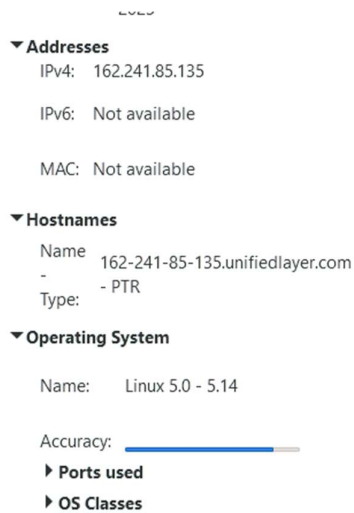 Addresses
IPv4: 162.241.85.135
IPv6: Not available
MAC: Not available
Hostnames
Name
-
Type:
162-241-85-135.unifiedlayer.com
- PTR
Operating System
Name: Linux 5.0 - 5.14
Accuracy:
Ports used
OS Classes